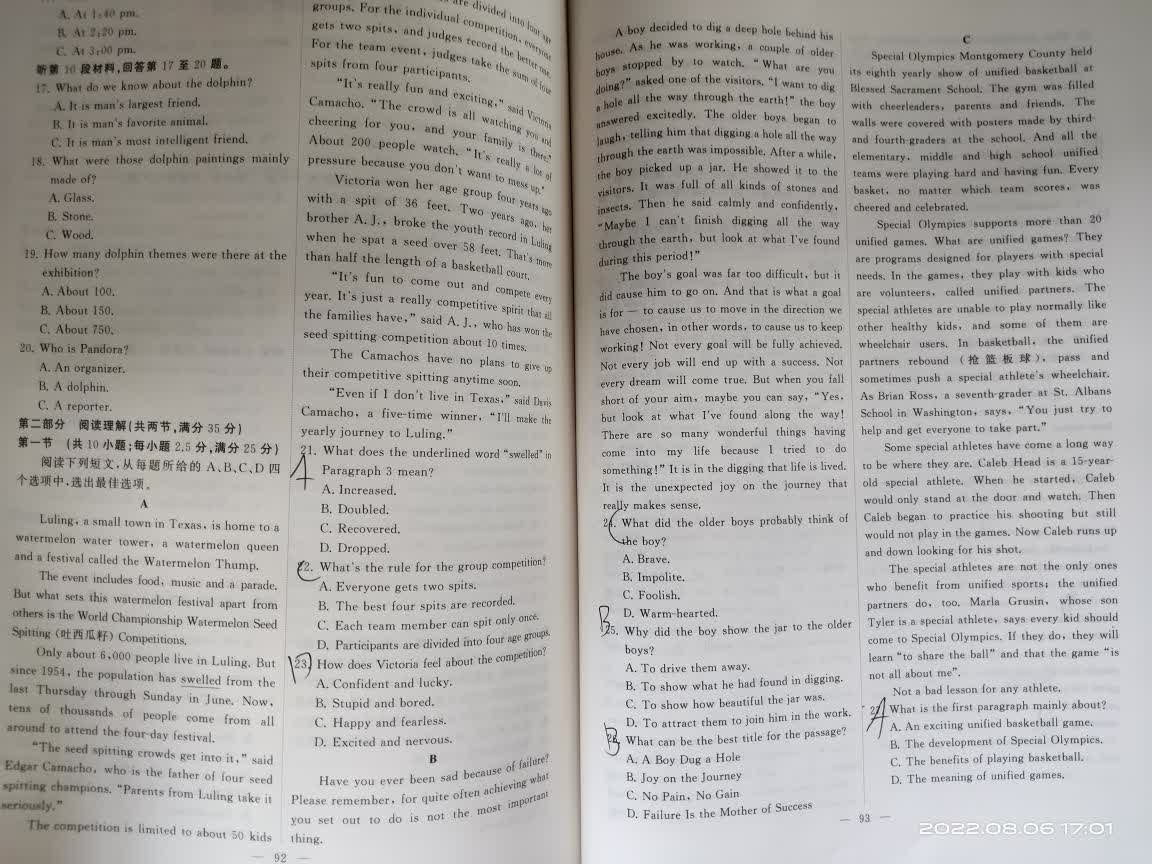 A. At 1:40 pm.
B. At 2:20 pm.
C. At 3:00 pm.
听第 10 段材料,回答第 17 至 20 题。
17. What do we know about the dolphin?
A. It is man's largest friend.
B. It is man's favorite animal.
C. It is man's most intelligent friend.
18. What were those dolphin paintings mainly
made of?
A. Glass.
B. Stone.
C. Wood.
19. How many dolphin themes were there at the
exhibition?
A. About 100.
B. About 150.
C. About 750.
20. Who is Pandora?
A. An organizer.
B. A dolphin.
C. A reporter.
第二部分 阅读理解(共两节,满分 35 分)
第一节 (共 10 小题;每小题 2.5 分,满分 25 分)
阅读下列短文,从每题所给的 A、B、C、D 四
个选项中,选出最佳选项。
A
Luling, a small town in Texas, is home to a
watermelon water tower, a watermelon queen
and a festival called the Watermelon Thump.
The event includes food, music and a parade.
But what sets this watermelon festival apart from
others is the World Championship Watermelon Seed
Spitting (吐西瓜籽) Competitions.
Only about 6,000 people live in Luling. But
since 1954, the population has swelled from the
last Thursday through Sunday in June. Now,
tens of thousands of people come from all
around to attend the four-day festival.
"The seed spitting crowds get into it," said
Edgar Camacho, who is the father of four seed
spitting champions. "Parents from Luling take it
seriously."
The competition is limited to about 50 kids
— 92 —
are divided into four age
groups. For the individual competition, everyone
gets two spits, and judges record the better one.
For the team event, judges take the sum of four
spits from four participants.
"It's really fun and exciting," said Victoria
Camacho. "The crowd is all watching you and
cheering for you, and your family is there."
About 200 people watch. "It's really a lot of
pressure because you don't want to mess up."
Victoria won her age group four years ago
with a spit of 36 feet. Two years ago, her
brother A.J., broke the youth record in Luling
when he spat a seed over 58 feet. That's more
than half the length of a basketball court.
"It's fun to come out and compete every
year. It's just a really competitive spirit that all
the families have," said A.J., who has won the
seed spitting competition about 10 times.
The Camachos have no plans to give up
their competitive spitting anytime soon.
"Even if I don't live in Texas," said Davis
Camacho, a five-time winner, "I'll make the
yearly journey to Luling."
21. What does the underlined word "swelled" in
A
Paragraph 3 mean?
A. Increased.
B. Doubled.
C. Recovered.
D. Dropped.
22. What's the rule for the group competition?
C
A. Everyone gets two spits.
B. The best four spits are recorded.
C. Each team member can spit only once.
D. Participants are divided into four age groups.
23. How does Victoria feel about the competition?
A. Confident and lucky.
B. Stupid and bored.
C. Happy and fearless.
D. Excited and nervous.
B
Have you ever been sad because of failure?
Please remember, for quite often achieving what
you set out to do is not the most important
thing.
A boy decided to dig a deep hole behind his
house. As he was working, a couple of older
boys stopped by to watch. "What are you
doing?" asked one of the visitors. "I want to dig
a hole all the way through the earth!" the boy
answered excitedly. The older boys began to
laugh, telling him that digging a hole all the way
through the earth was impossible. After a while,
the boy picked up a jar. He showed it to the
visitors. It was full of all kinds of stones and
insects. Then he said calmly and confidently,
"Maybe I can't finish digging all the way
through the earth, but look at what I've found
during this period!"
The boy's goal was far too difficult, but it
did cause him to go on. And that is what a goal
is for — to cause us to move in the direction we
have chosen, in other words, to cause us to keep
working! Not every goal will be fully achieved.
Not every job will end up with a success. Not
every dream will come true. But when you fall
short of your aim, maybe you can say, "Yes,
but look at what I've found along the way!
There are so many wonderful things having
come into my life because I tried to do
something!" It is in the digging that life is lived.
It is the unexpected joy on the journey that
really makes sense.
24. What did the older boys probably think of
C
the boy?
A. Brave.
B. Impolite.
C. Foolish.
D. Warm-hearted.
B
25. Why did the boy show the jar to the older
boys?
A. To drive them away.
B. To show what he had found in digging.
C. To show how beautiful the jar was.
D. To attract them to join him in the work.
B
26. What can be the best title for the passage?
A. A Boy Dug a Hole
B. Joy on the Journey
C. No Pain, No Gain
D. Failure Is the Mother of Success
— 93 —
C
Special Olympics Montgomery County held
its eighth yearly show of unified basketball at
Blessed Sacrament School. The gym was filled
with cheerleaders, parents and friends. The
walls were covered with posters made by third-
and fourth-graders at the school. And all the
elementary, middle and high school unified
teams were playing hard and having fun. Every
basket, no matter which team scores, was
cheered and celebrated.
Special Olympics supports more than 20
unified games. What are unified games? They
are programs designed for players with special
needs. In the games, they play with kids who
are volunteers, called unified partners. The
special athletes are unable to play normally like
other healthy kids, and some of them are
wheelchair users. In basketball, the unified
partners rebound (抢篮板球), pass and
sometimes push a special athlete's wheelchair.
As Brian Ross, a seventh-grader at St. Albans
School in Washington, says, "You just try to
help and get everyone to take part."
Some special athletes have come a long way
to be where they are. Caleb Head is a 15-year-
old special athlete. When he started, Caleb
would only stand at the door and watch. Then
Caleb began to practice his shooting but still
would not play in the games. Now Caleb runs up
and down looking for his shot.
The special athletes are not the only ones
who benefit from unified sports; the unified
partners do, too. Marla Grusin, whose son
Tyler is a special athlete, says every kid should
come to Special Olympics. If they do, they will
learn "to share the ball" and that the game "is
not all about me".
Not a bad lesson for any athlete.
27. What is the first paragraph mainly about?
A
A. An exciting unified basketball game.
B. The development of Special Olympics.
C. The benefits of playing basketball.
D. The meaning of unified games.
2022.08.06 17:01